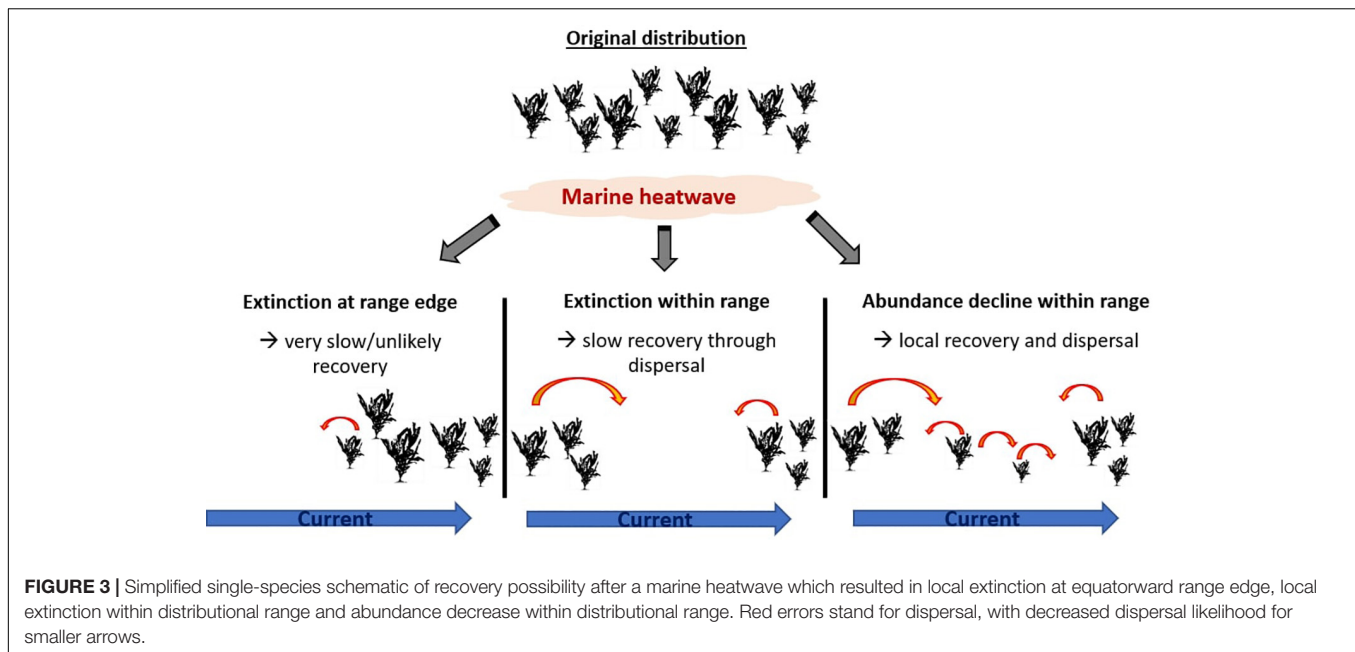 Original distribution
Marine heatwave
Extinction at range edge
→ very slow/unlikely
recovery
Extinction within range
→ slow recovery through
dispersal
Abundance decline within range
→ local recovery and dispersal
Current
Current
Current
FIGURE 3 | Simplified single-species schematic of recovery possibility after a marine heatwave which resulted in local extinction at equatorward range edge, local
extinction within distributional range and abundance decrease within distributional range. Red errors stand for dispersal, with decreased dispersal likelihood for
smaller arrows.